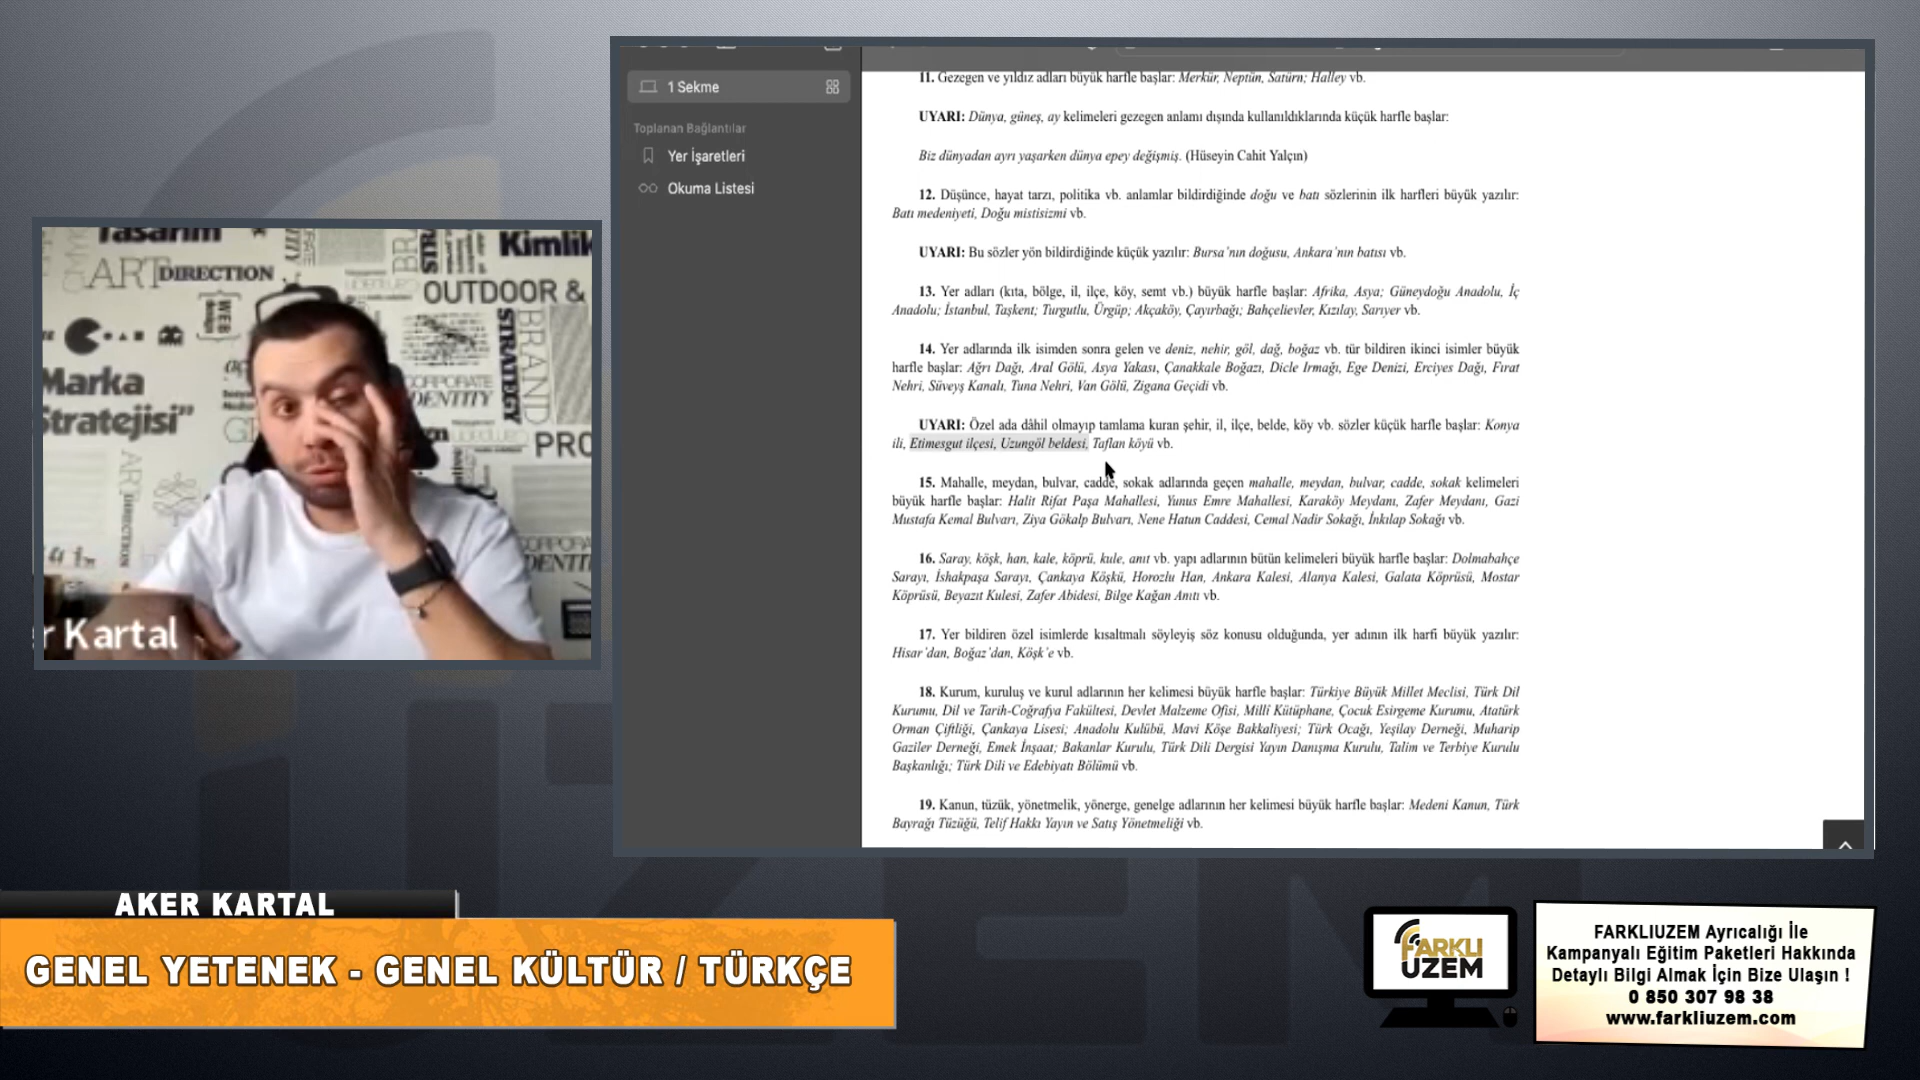 1 Sekme
Toplanan Bağlantılar
Yer İşaretleri
Okuma Listesi
11. Gezegen ve yıldız adları büyük harfle başlar: Merkür, Neptün, Satürn; Halley vb.
UYARI: Dünya, güneş, ay kelimeleri gezegen anlamı dışında kullanıldıklarında küçük harfle başlar:
Biz dünyadan ayrı yaşarken dünya epey değişmiş. (Hüseyin Cahit Yalçın)
12. Düşünce, hayat tarzı, politika vb. anlamlar bildirdiğinde doğu ve batı sözlerinin ilk harfleri büyük yazılır:
Batı medeniyeti, Doğu mistisizmi vb.
UYARI: Bu sözler yön bildirdiğinde küçük yazılır: Bursa'nın doğusu, Ankara'nın batısı vb.
13. Yer adları (kıta, bölge, il, ilçe, köy, semt vb.) büyük harfle başlar: Afrika, Asya; Güneydoğu Anadolu, İç
Anadolu; İstanbul, Taşkent; Turgutlu, Ürgüp; Akçaköy, Çayırbağı; Bahçelievler, Kızılay, Sarıyer vb.
14. Yer adlarında ilk isimden sonra gelen ve deniz, nehir, göl, dağ, boğaz vb. tür bildiren ikinci isimler büyük
harfle başlar: Ağrı Dağı, Aral Gölü, Asya Yakası, Çanakkale Boğazı, Dicle Irmağı, Ege Denizi, Erciyes Dağı, Fırat
Nehri, Süveyş Kanalı, Tuna Nehri, Van Gölü, Zigana Geçidi vb.
UYARI: Özel ada dâhil olmayıp tamlama kuran şehir, il, ilçe, belde, köy vb. sözler küçük harfle başlar: Konya
ili, Etimesgut ilçesi, Uzungöl beldesi, Taflan köyü vb.
15. Mahalle, meydan, bulvar, cadde, sokak adlarında geçen mahalle, meydan, bulvar, cadde, sokak kelimeleri
büyük harfle başlar: Halit Rifat Paşa Mahallesi, Yunus Emre Mahallesi, Karaköy Meydanı, Zafer Meydanı, Gazi
Mustafa Kemal Bulvarı, Ziya Gökalp Bulvarı, Nene Hatun Caddesi, Cemal Nadir Sokağı, İnkılap Sokağı vb.
16. Saray, köşk, han, kale, köprü, kule, anıt vb. yapı adlarının bütün kelimeleri büyük harfle başlar: Dolmabahçe
Sarayı, İshakpaşa Sarayı, Çankaya Köşkü, Horozlu Han, Ankara Kalesi, Alanya Kalesi, Galata Köprüsü, Mostar
Köprüsü, Beyazıt Kulesi, Zafer Abidesi, Bilge Kağan Anıtı vb.
17. Yer bildiren özel isimlerde kısaltmalı söyleyiş söz konusu olduğunda, yer adının ilk harfi büyük yazılır:
Hisar'dan, Boğaz'dan, Köşk'e vb.
18. Kurum, kuruluş ve kurul adlarının her kelimesi büyük harfle başlar: Türkiye Büyük Millet Meclisi, Türk Dil
Kurumu, Dil ve Tarih-Coğrafya Fakültesi, Devlet Malzeme Ofisi, Millî Kütüphane, Çocuk Esirgeme Kurumu, Atatürk
Orman Çiftliği, Çankaya Lisesi; Anadolu Kulübü, Mavi Köşe Bakkaliyesi; Türk Ocağı, Yeşilay Derneği, Muharip
Gaziler Derneği, Emek İnşaat; Bakanlar Kurulu, Türk Dili Dergisi Yayın Danışma Kurulu, Talim ve Terbiye Kurulu
Başkanlığı; Türk Dili ve Edebiyatı Bölümü vb.
19. Kanun, tüzük, yönetmelik, yönerge, genelge adlarının her kelimesi büyük harfle başlar: Medeni Kanun, Türk
Bayrağı Tüzüğü, Telif Hakkı Yayın ve Satış Yönetmeliği vb.
Tasarım
Kimlik
ART DIRECTION
OUTDOOR &
WEB
STRATEGY
BRAND
CORPORATE
IDENTITY
Marka
Stratejisi”
PRO
r Kartal
AKER KARTAL
GENEL YETENEK - GENEL KÜLTÜR / TÜRKÇE
FARKLI
UZEM
FARKLIUZEM Ayrıcalığı İle
Kampanyalı Eğitim Paketleri Hakkında
Detaylı Bilgi Almak İçin Bize Ulaşın !
0 850 307 98 38
www.farkliuzem.com